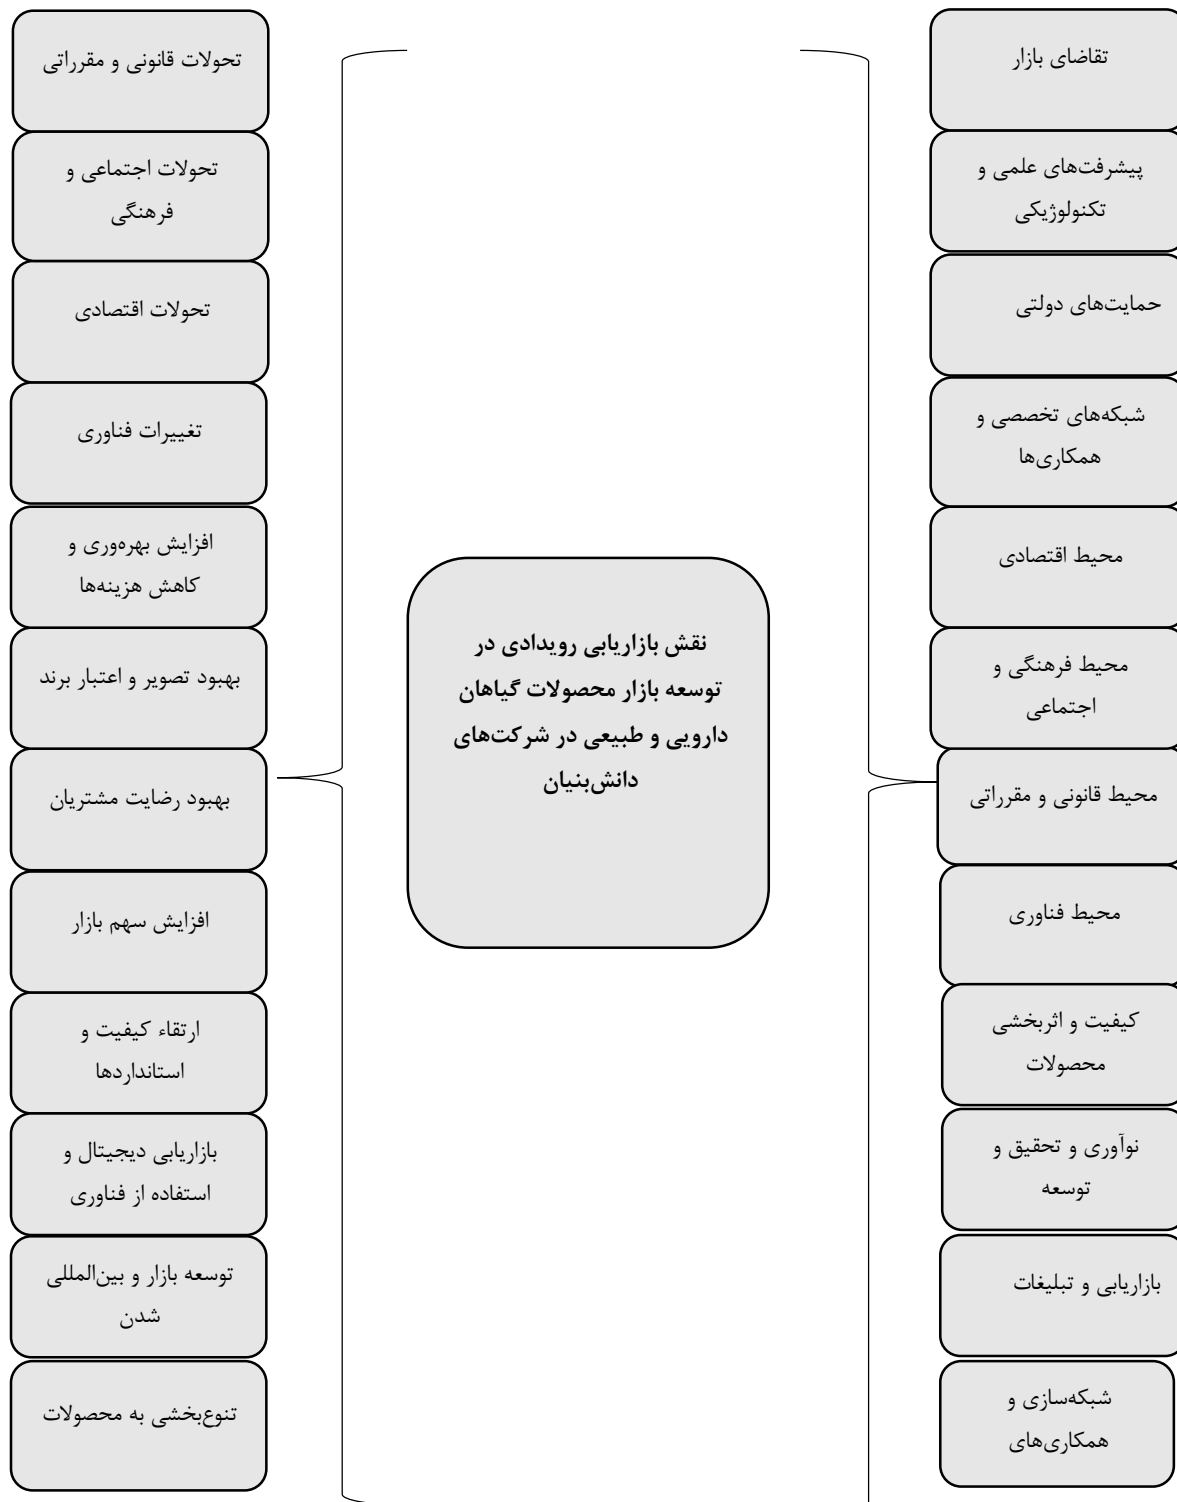 تقاضای بازار
پیشرفت‌های علمی و
تکنولوژیکی
حمایت‌های دولتی
شبکه‌های تخصصی و
همکاری‌ها
محیط اقتصادی
محیط فرهنگی و
اجتماعی
محیط قانونی و مقرراتی
محیط فناوری
کیفیت و اثربخشی
محصولات
نوآوری و تحقیق و
توسعه
بازاریابی و تبلیغات
شبکه‌سازی و
همکاری‌های
نقش بازاریابی رویدادی در
توسعه بازار محصولات گیاهان
دارویی و طبیعی در شرکت‌های
دانش‌بنیان
تحولات قانونی و مقرراتی
تحولات اجتماعی و
فرهنگی
تحولات اقتصادی
تغییرات فناوری
افزایش بهره‌وری و
کاهش هزینه‌ها
بهبود تصویر و اعتبار برند
بهبود رضایت مشتریان
افزایش سهم بازار
ارتقاء کیفیت و
استانداردها
بازاریابی دیجیتال و
استفاده از فناوری
توسعه بازار و بین‌المللی
شدن
تنوع‌بخشی به محصولات